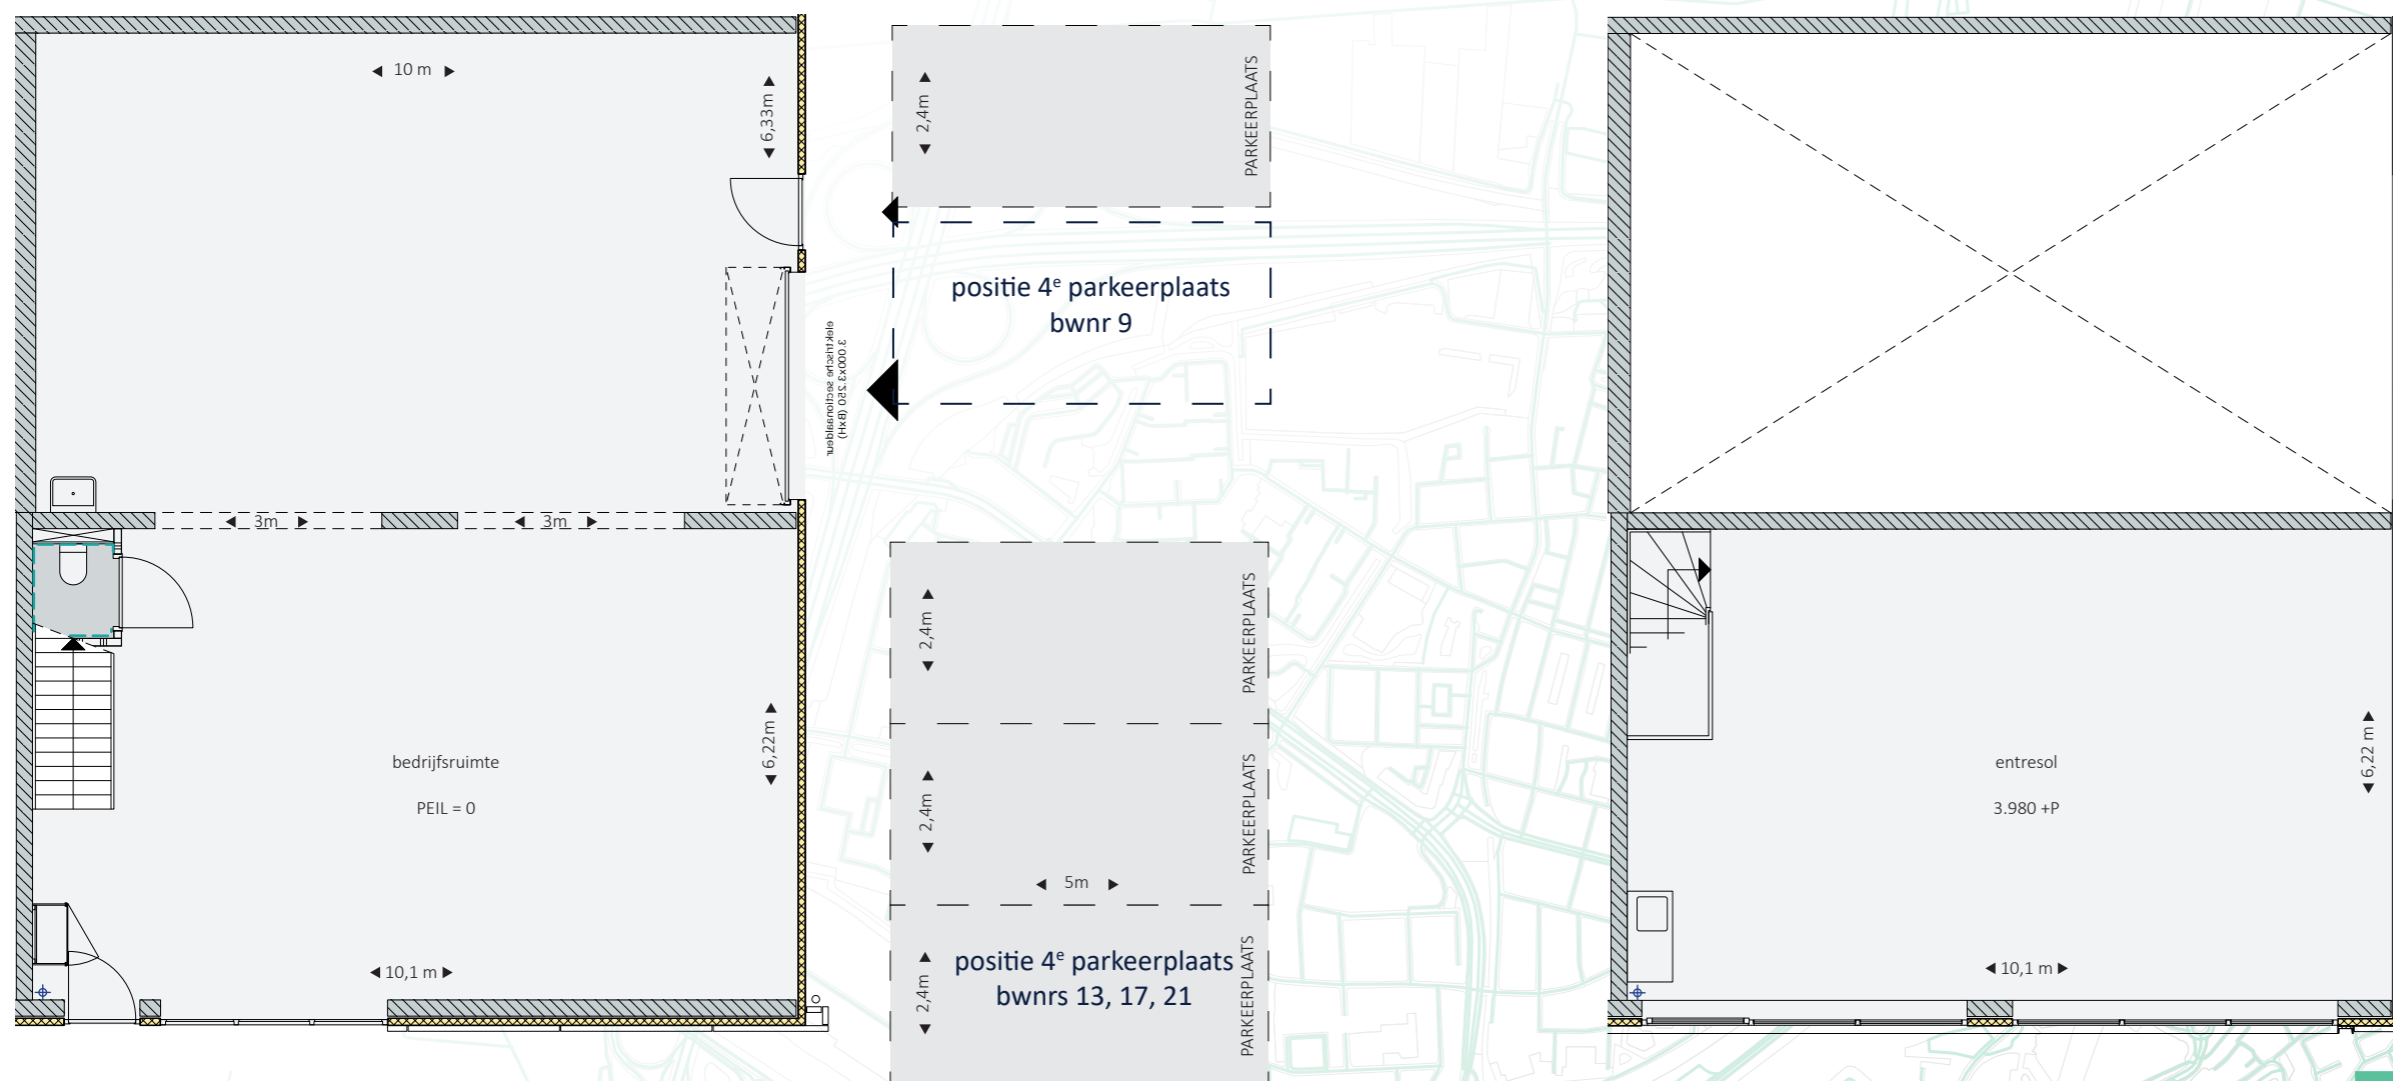 10 m
6,33m
elektrische sectionaaldeur
3.000x3.250 (BxH)
3m
3m
6,22m
bedrijfsruimte
PEIL = 0
10,1 m
2,4m
PARKEERPLAATS
positie 4e parkeerplaats
bwnr 9
2,4m
PARKEERPLAATS
2,4m
PARKEERPLAATS
5m
2,4m
positie 4e parkeerplaats
bwnrs 13, 17, 21
PARKEERPLAATS
entresol
3.980 +P
6,22 m
10,1 m